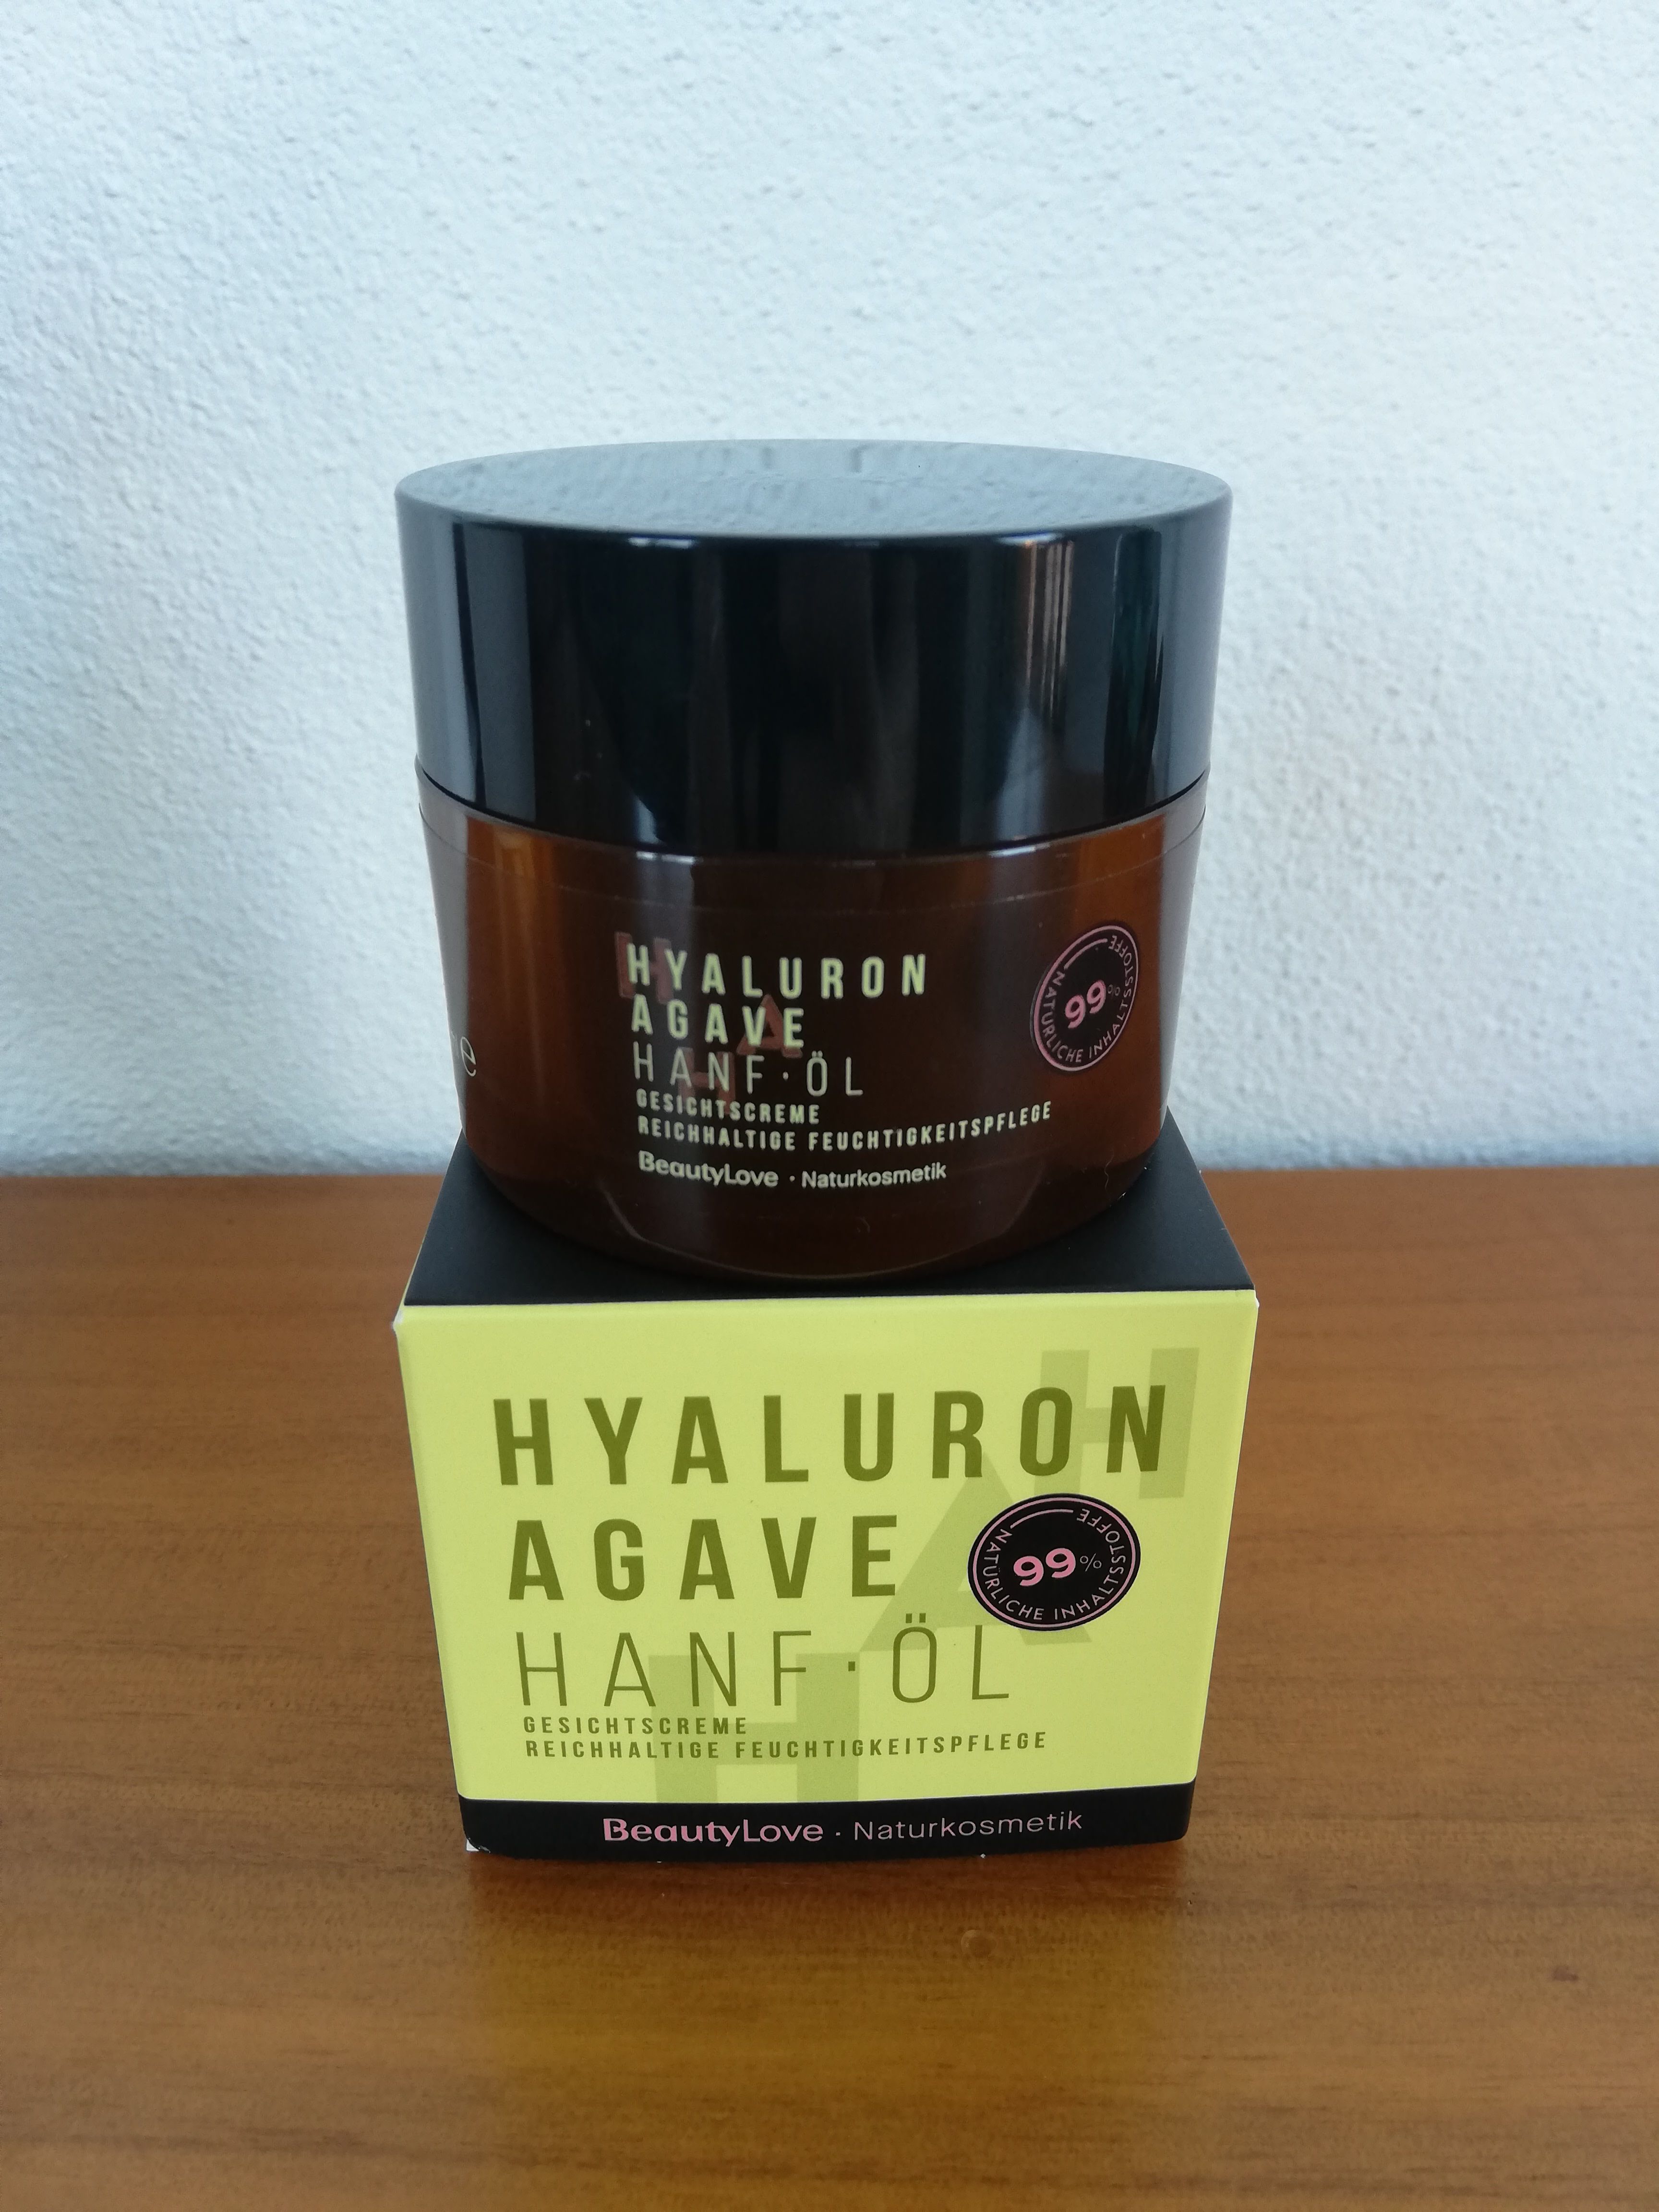 HYALURON
AGAVE
HANF·ÖL
GESICHTSCREME
REICHHALTIGE FEUCHTIGKEITSPFLEGE
BeautyLove · Naturkosmetik
99%
NATÜRLICHE INHALTSSTOFFE
HYALURON
AGAVE
HANF·ÖL
GESICHTSCREME
REICHHALTIGE FEUCHTIGKEITSPFLEGE
99%
NATÜRLICHE INHALTSSTOFFE
BeautyLove · Naturkosmetik